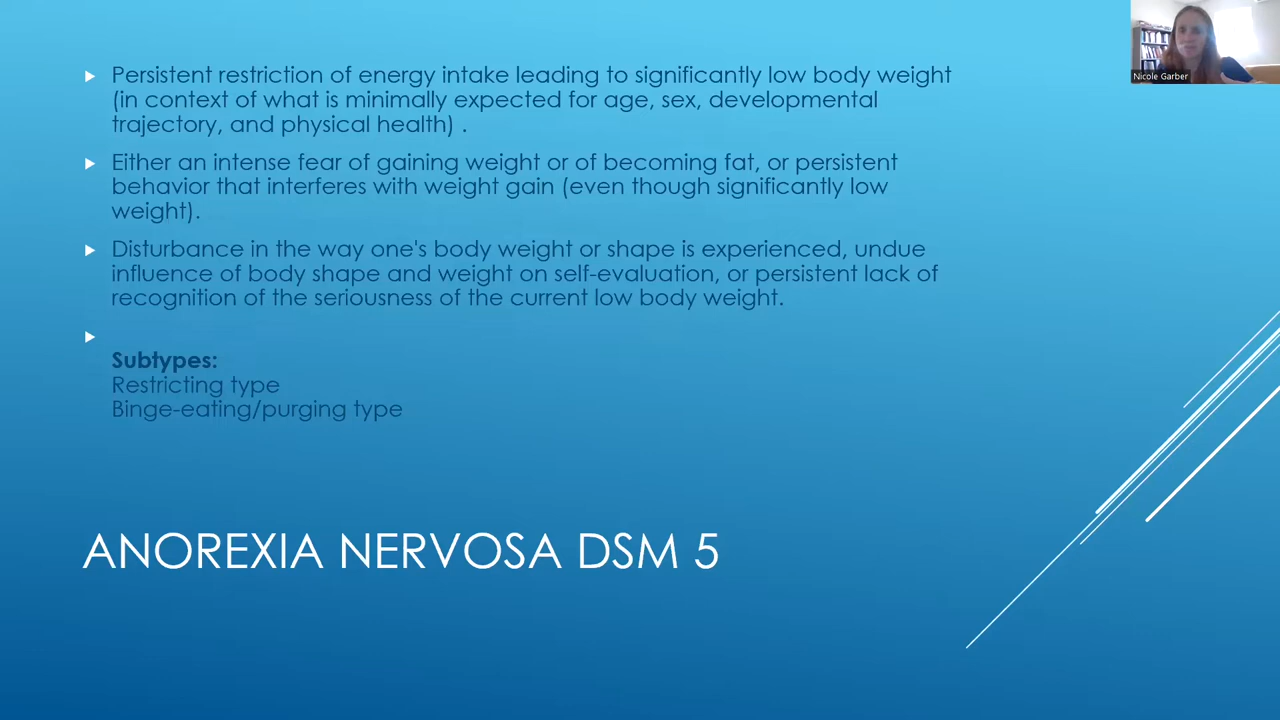 Persistent restriction of energy intake leading to significantly low body weight
(in context of what is minimally expected for age, sex, developmental
trajectory, and physical health) .
Either an intense fear of gaining weight or of becoming fat, or persistent
behavior that interferes with weight gain (even though significantly low
weight).
Disturbance in the way one's body weight or shape is experienced, undue
influence of body shape and weight on self-evaluation, or persistent lack of
recognition of the seriousness of the current low body weight.
Subtypes:
Restricting type
Binge-eating/purging type
ANOREXIA NERVOSA DSM 5
Nicole Garber